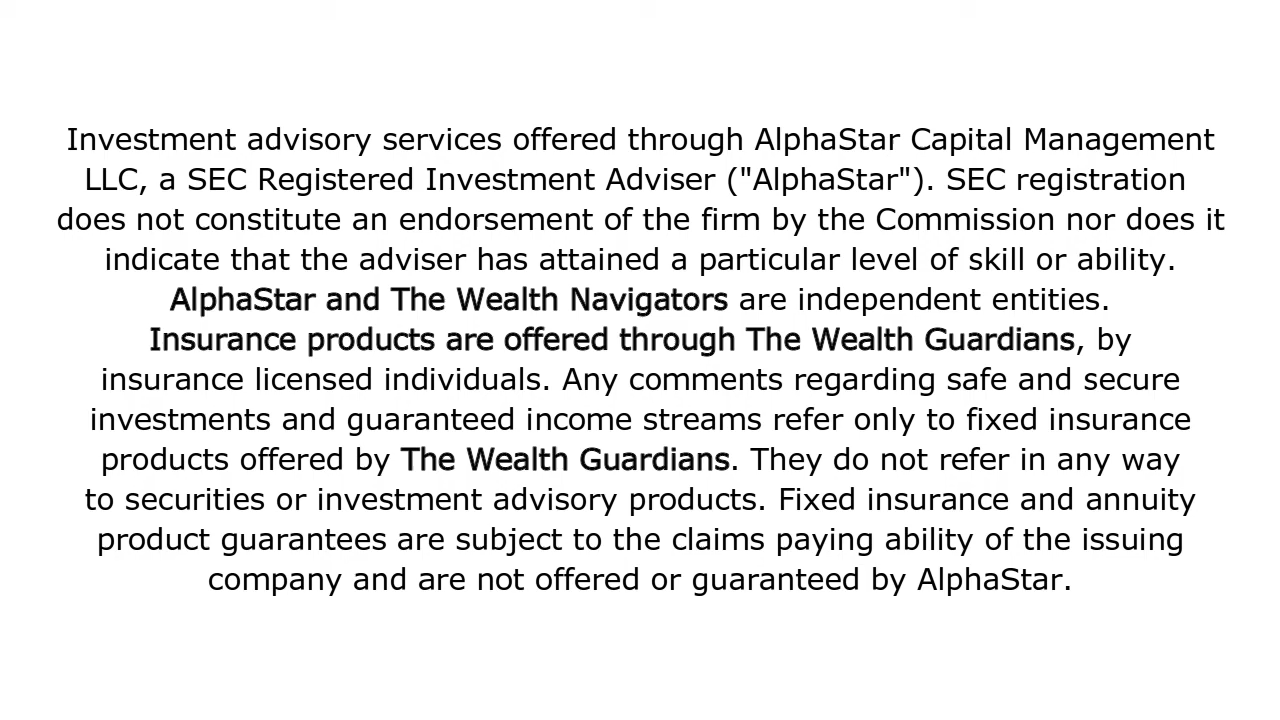 Investment advisory services offered through AlphaStar Capital Management
LLC, a SEC Registered Investment Adviser ("AlphaStar"). SEC registration
does not constitute an endorsement of the firm by the Commission nor does it
indicate that the adviser has attained a particular level of skill or ability.
AlphaStar and The Wealth Navigators are independent entities.
Insurance products are offered through The Wealth Guardians, by
insurance licensed individuals. Any comments regarding safe and secure
investments and guaranteed income streams refer only to fixed insurance
products offered by The Wealth Guardians. They do not refer in any way
to securities or investment advisory products. Fixed insurance and annuity
product guarantees are subject to the claims paying ability of the issuing
company and are not offered or guaranteed by AlphaStar.